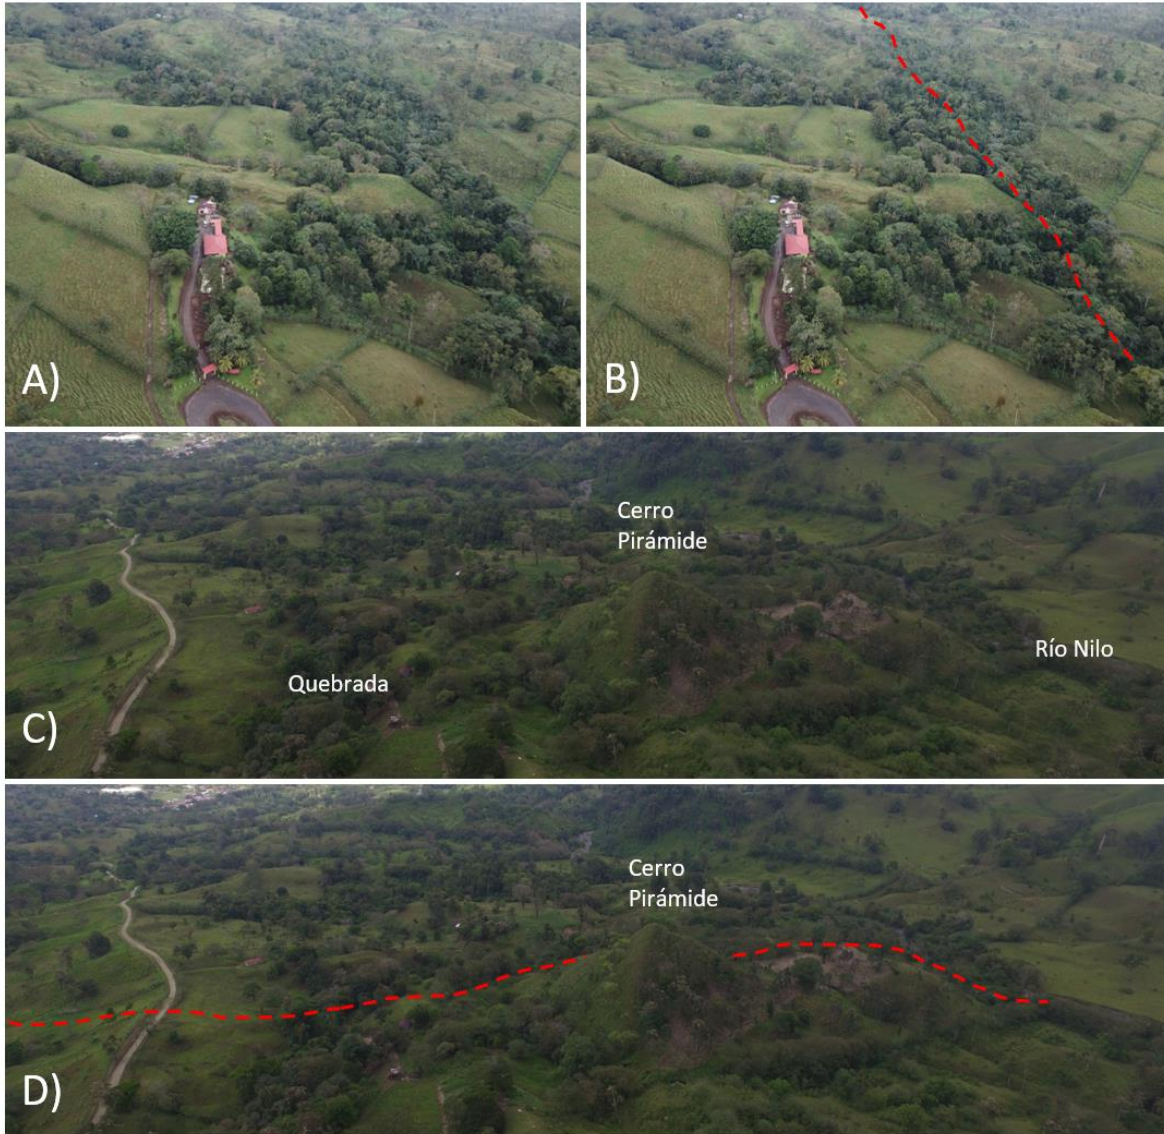 A)
B)
Cerro
Pirámide
Río Nilo
Quebrada
C)
Cerro
Pirámide
D)